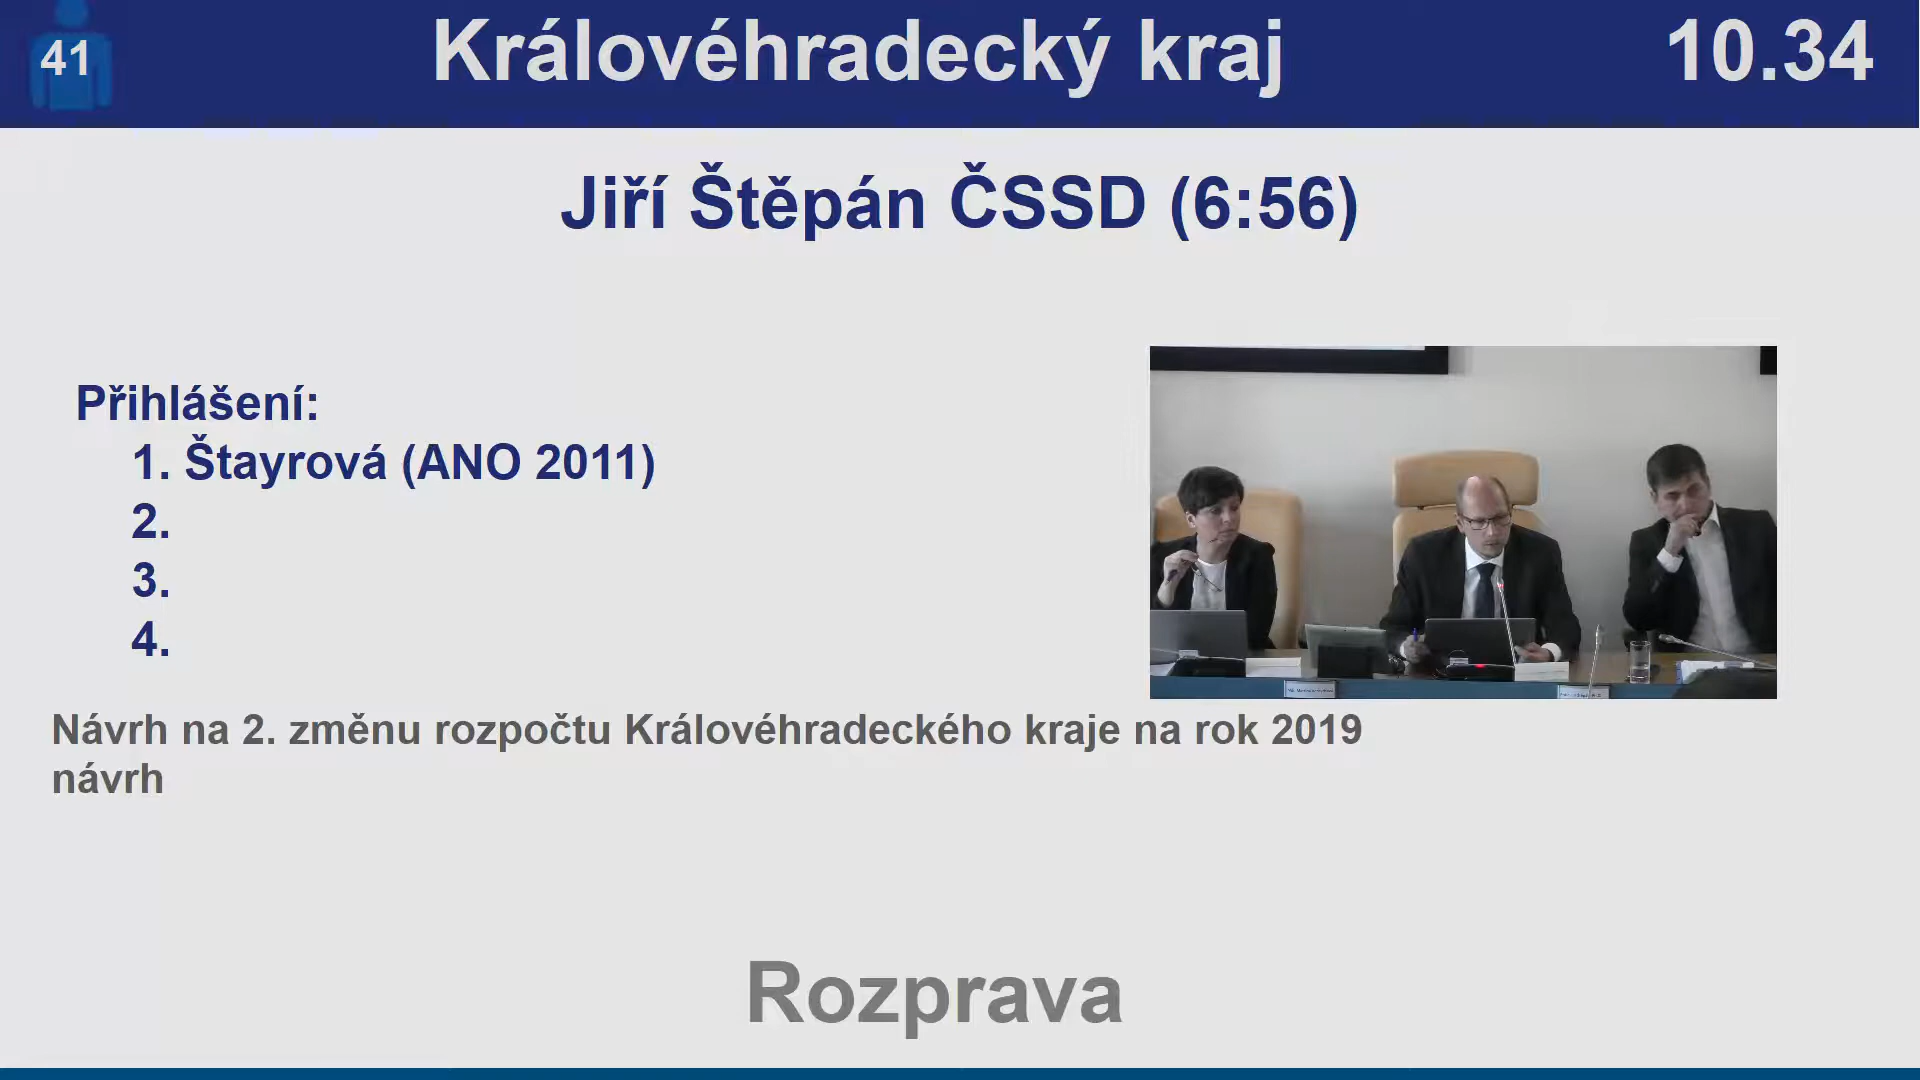 41
Královéhradecký kraj
10.34
Jiří Štěpán ČSSD (6:56)
Přihlášení:
1. Štayrová (ANO 2011)
2.
3.
4.
Návrh na 2. změnu rozpočtu Královéhradeckého kraje na rok 2019
návrh
Rozprava